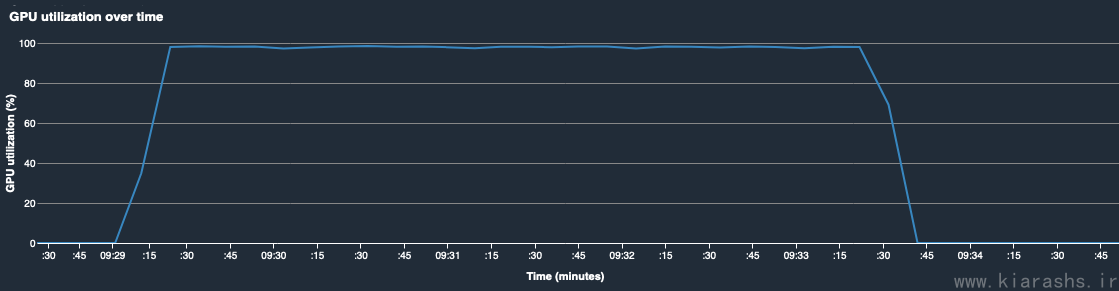 GPU utilization over time
100
80
60
40
20
0
GPU utilization (%)
:30 :45 09:29 :15 :30 :45 09:30 :15 :30 :45 09:31 :15 :30 :45 09:32 :15 :30 :45 09:33 :15 :30 :45 09:34 :15 :30 :45
Time (minutes)
www.kiarashs.ir